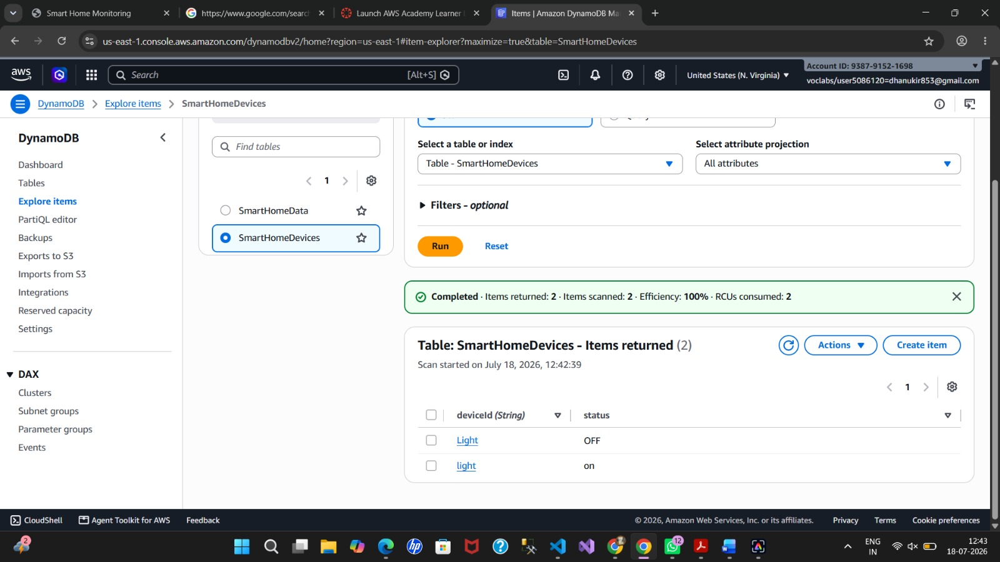 Smart Home Monitoring
https://www.google.com/searc
Launch AWS Academy Learner
Items | Amazon DynamoDB Ma
us-east-1.console.aws.amazon.com/dynamodbv2/home?region=us-east-1#item-explorer?maximize=true&table=SmartHomeDevices
aws
Search
[Alt+S]
United States (N. Virginia)
Account ID: 9387-9152-1698
voclabs/user5086120=dhanukir853@gmail.com
DynamoDB
Explore items
SmartHomeDevices
DynamoDB
Dashboard
Tables
Explore items
PartiQL editor
Backups
Exports to S3
Imports from S3
Integrations
Reserved capacity
Settings
DAX
Clusters
Subnet groups
Parameter groups
Events
Find tables
1
SmartHomeData
SmartHomeDevices
Select a table or index
Table - SmartHomeDevices
Select attribute projection
All attributes
Filters - optional
Run
Reset
Completed · Items returned: 2 · Items scanned: 2 · Efficiency: 100% · RCUs consumed: 2
Table: SmartHomeDevices - Items returned (2)
Scan started on July 18, 2026, 12:42:39
Actions
Create item
1
deviceId (String)
status
Light
OFF
light
on
CloudShell
Agent Toolkit for AWS
Feedback
© 2026, Amazon Web Services, Inc. or its affiliates.
Privacy
Terms
Cookie preferences
2
hp
12
ENG
IN
12:43
18-07-2026